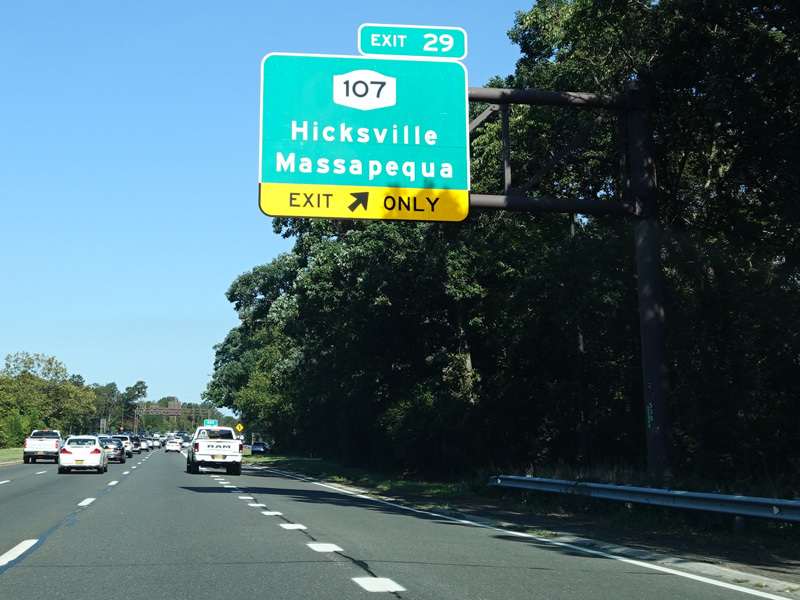 EXIT 29
107
Hicksville
Massapequa
EXIT ONLY
RAM